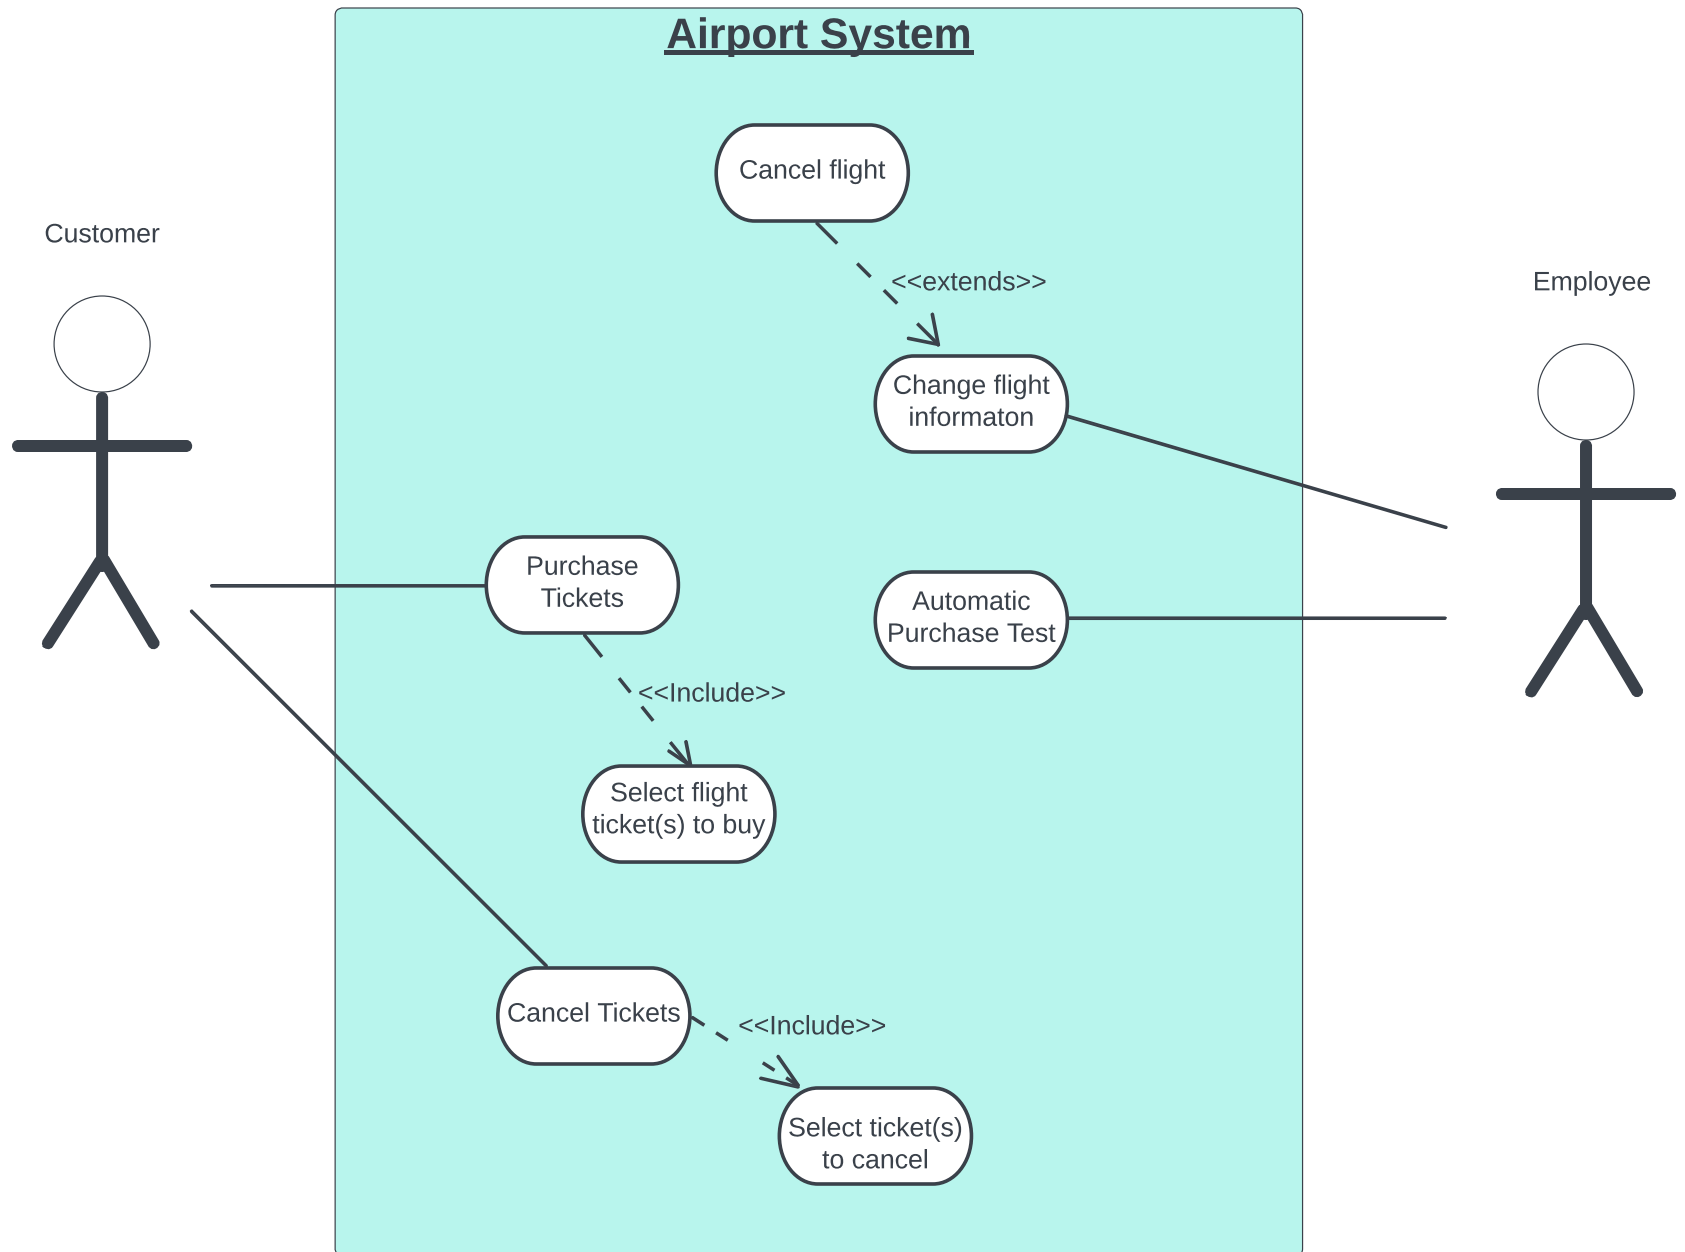 Airport System
Cancel flight
Customer
<<extends>>
Employee
Change flight
informaton
Purchase
Tickets
Automatic
Purchase Test
<<Include>>
Select flight
ticket(s) to buy
Cancel Tickets
<<Include>>
Select ticket(s)
to cancel